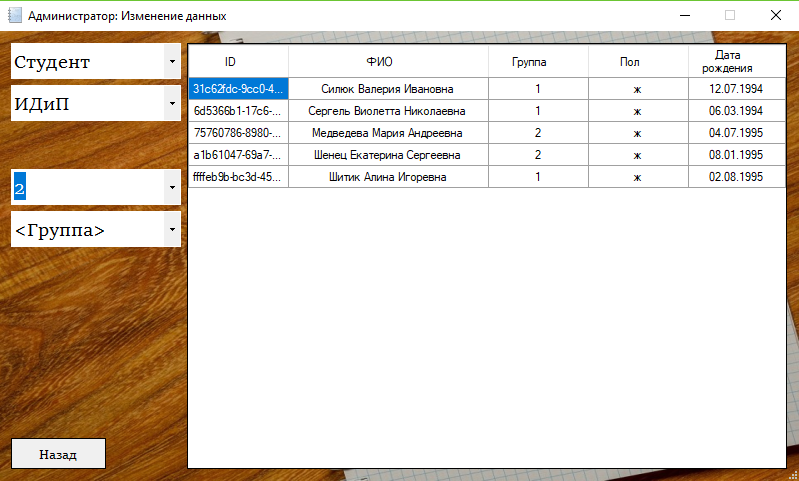 Администратор: Изменение данных
Студент
ИДиП
2
<Группа>
Назад
ID ФИО Группа Пол Дата рождения
31c62fdc-9cc0-4... Силюк Валерия Ивановна 1 ж 12.07.1994
6d5366b1-17c6-... Сергель Виолетта Николаевна 1 ж 06.03.1994
75760786-8980-... Медведева Мария Андреевна 2 ж 04.07.1995
a1b61047-69a7-... Шенец Екатерина Сергеевна 2 ж 08.01.1995
ffffeb9b-bc3d-45... Шитик Алина Игоревна 1 ж 02.08.1995